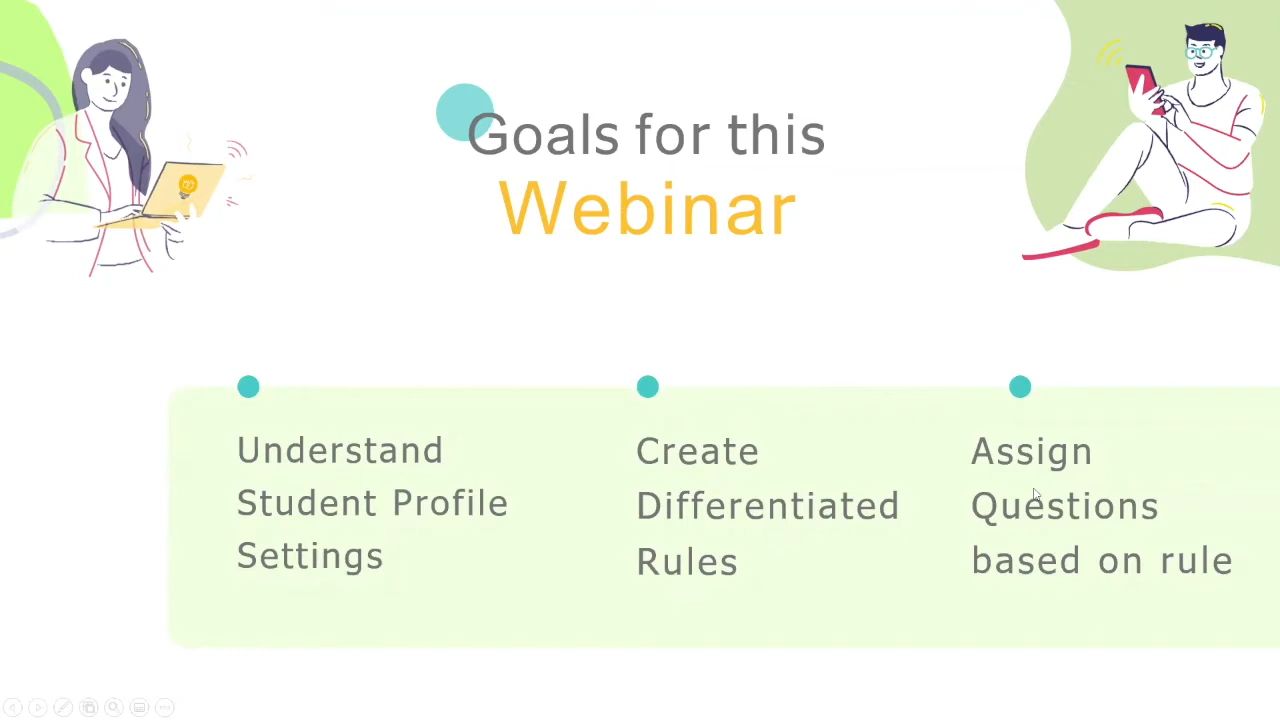 Goals for this
Webinar
Understand
Student Profile
Settings
Create
Differentiated
Rules
Assign
Questions
based on rule